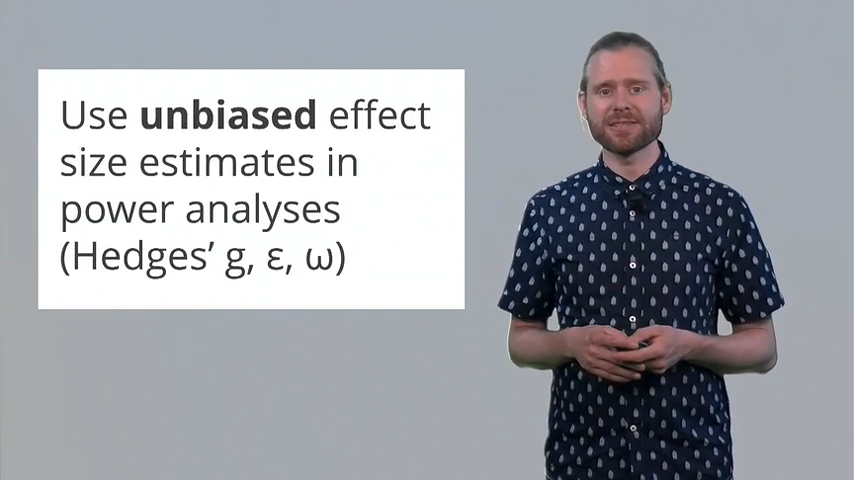 Use unbiased effect
size estimates in
power analyses
(Hedges’ g, ε, ω)